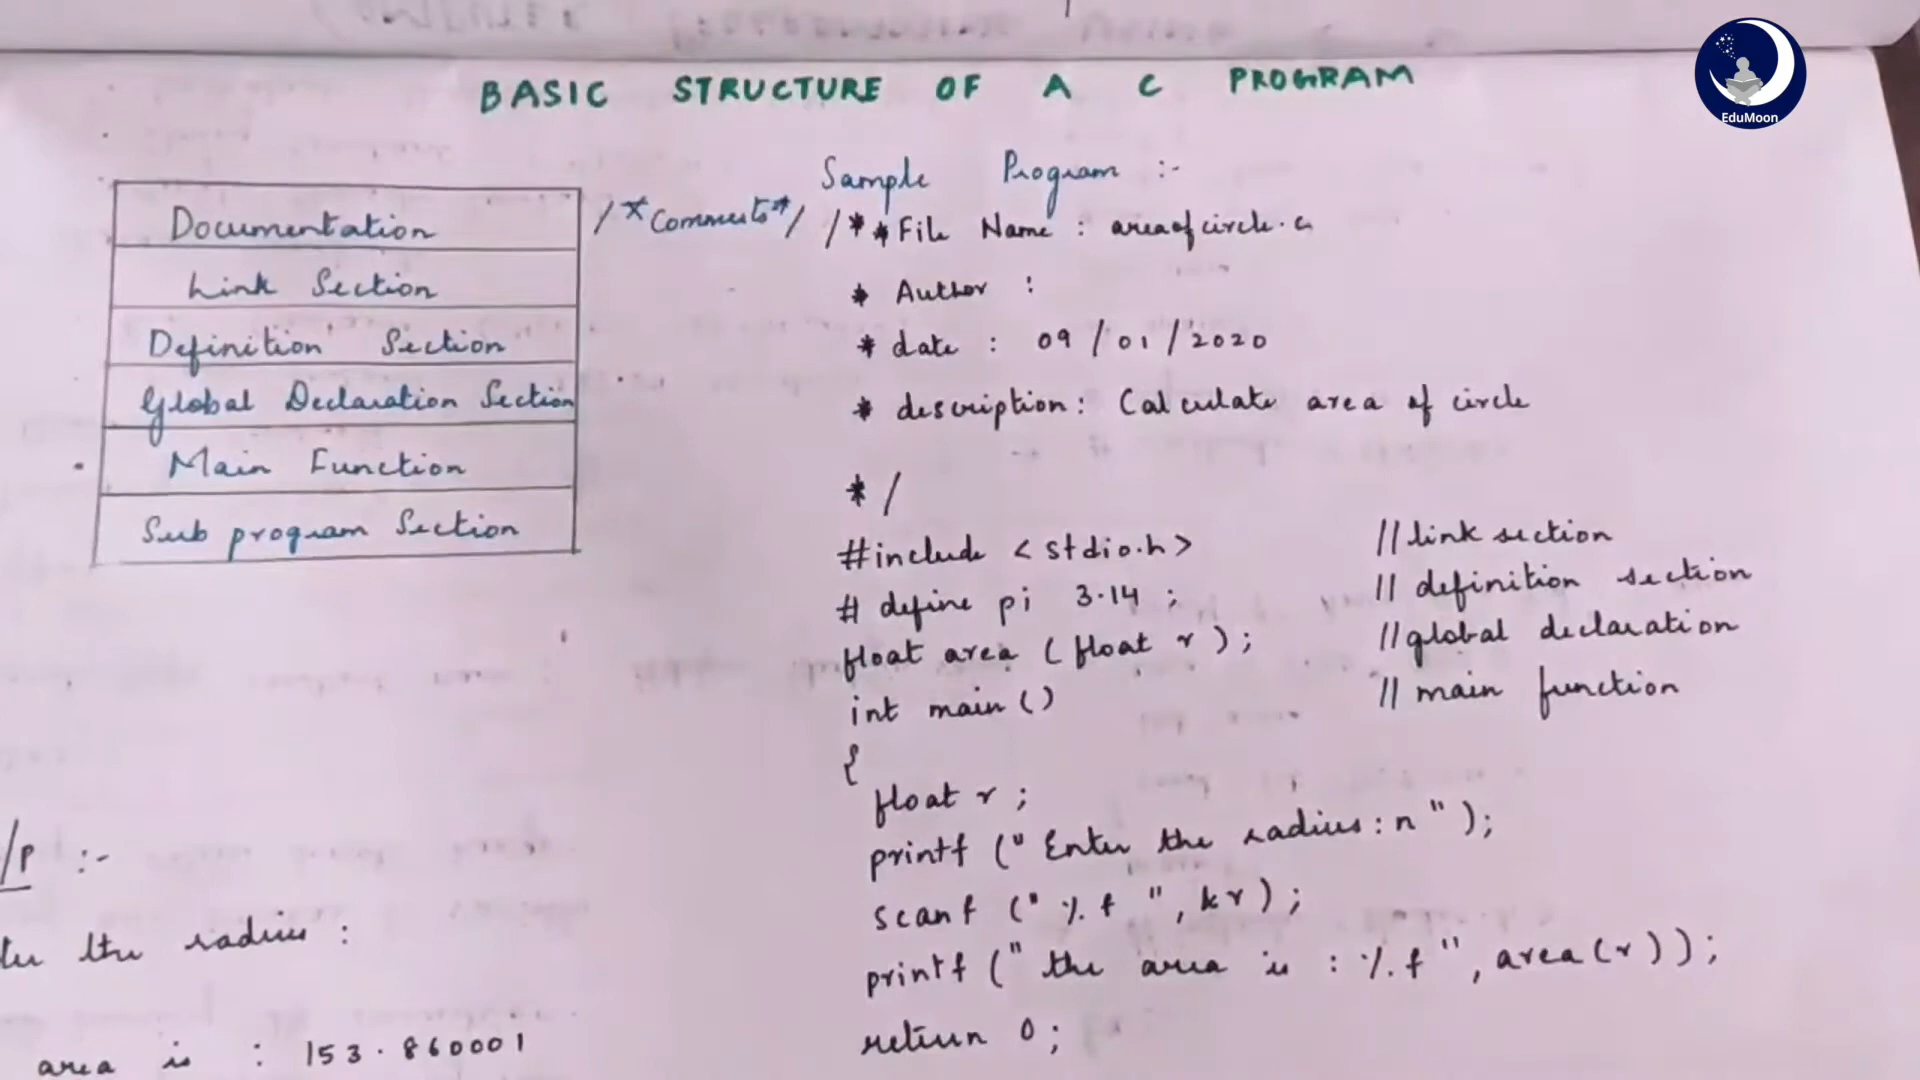 BASIC STRUCTURE OF A C PROGRAM
EduMoon
Documentation
Link Section
Definition Section
Global Declaration Section
Main Function
Sub program Section
/*Comments*/
Sample Program :-
/* * File Name : areaofcircle.c
* Author :
* date : 09/01/2020
* description: Calculate area of circle
*/
#include <stdio.h> //link section
# define pi 3.14 ; // definition section
float area (float r); //global declaration
int main() // main function
{
float r ;
printf (" Enter the radius: n ");
scanf (" %f ", &r);
printf (" the area is : %f ", area(r));
return 0 ;
/P :-
the radius :
area is : 153.860001